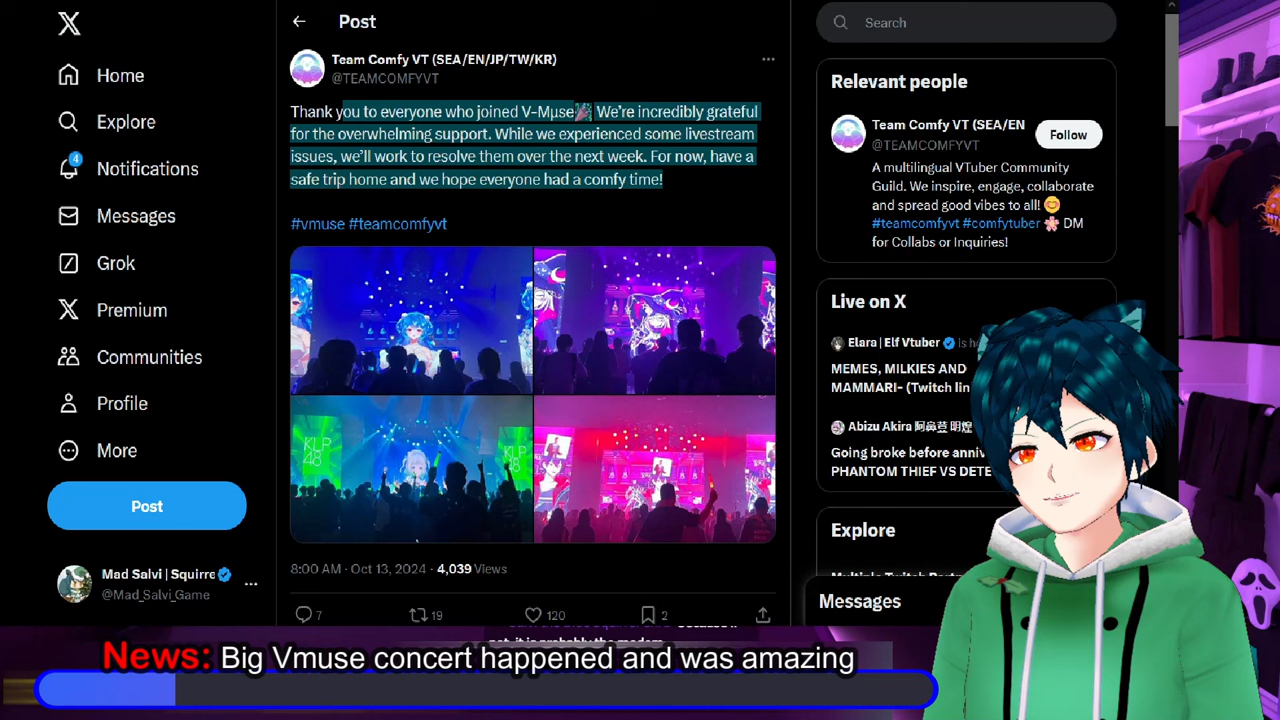 Home
Explore
4
Notifications
Messages
Grok
Premium
Communities
Profile
More
Post
Mad Salvi | Squirre
@Mad_Salvi_Game
Post
Team Comfy VT (SEA/EN/JP/TW/KR)
@TEAMCOMFYVT
Thank you to everyone who joined V-Mμse🎉 We're incredibly grateful
for the overwhelming support. While we experienced some livestream
issues, we'll work to resolve them over the next week. For now, have a
safe trip home and we hope everyone had a comfy time!
#vmuse #teamcomfyvt
KLP
48
KLP
48
8:00 AM · Oct 13, 2024 · 4,039 Views
7
19
120
2
Search
Relevant people
Team Comfy VT (SEA/EN
@TEAMCOMFYVT
Follow
A multilingual VTuber Community
Guild. We inspire, engage, collaborate
and spread good vibes to all! 😊
#teamcomfyvt #comfytuber 🌸 DM
for Collabs or Inquiries!
Live on X
Elara | Elf Vtuber is h
MEMES, MILKIES AND
MAMMARI- (Twitch lin
Abizu Akira
Going broke before anniv
PHANTOM THIEF VS DETE
Explore
Messages
News: Big Vmuse concert happened and was amazing